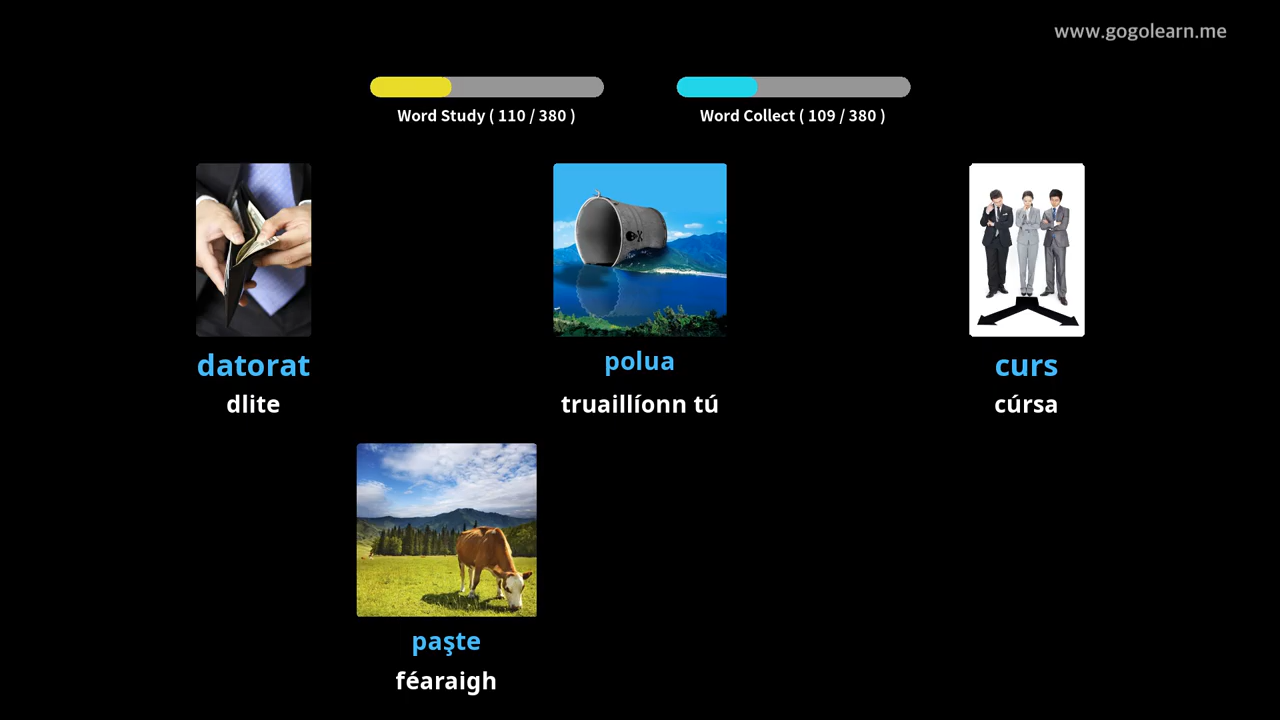 www.gogolearn.me
Word Study ( 110 / 380 )
Word Collect ( 109 / 380 )
datorat
dlite
polua
truaillíonn tú
curs
cúrsa
paşte
féaraigh